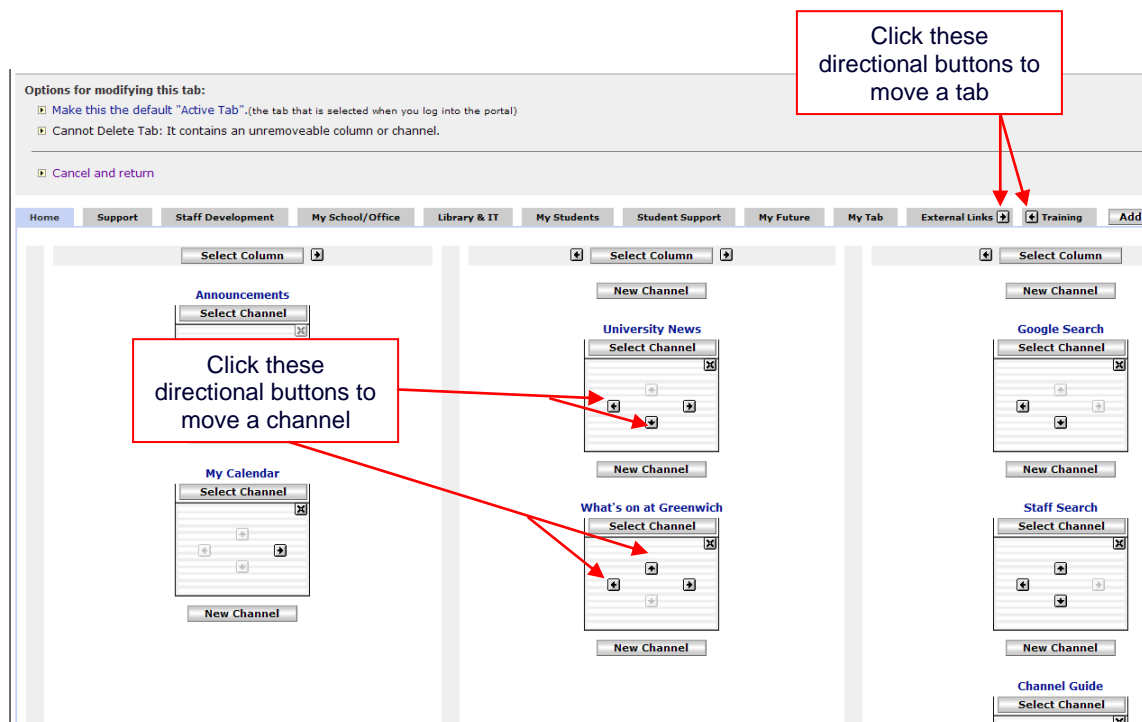 Click these
directional buttons to
move a tab
Options for modifying this tab:
Make this the default "Active Tab".(the tab that is selected when you log into the portal)
Cannot Delete Tab: It contains an unremoveable column or channel.
Cancel and return
Home Support Staff Development My School/Office Library & IT My Students Student Support My Future My Tab External Links Training Add
Select Column Select Column Select Column
Announcements
Select Channel
New Channel New Channel
University News Google Search
Select Channel Select Channel
Click these
directional buttons to
move a channel
New Channel New Channel
My Calendar
Select Channel
What's on at Greenwich Staff Search
Select Channel Select Channel
New Channel
New Channel New Channel
Channel Guide
Select Channel